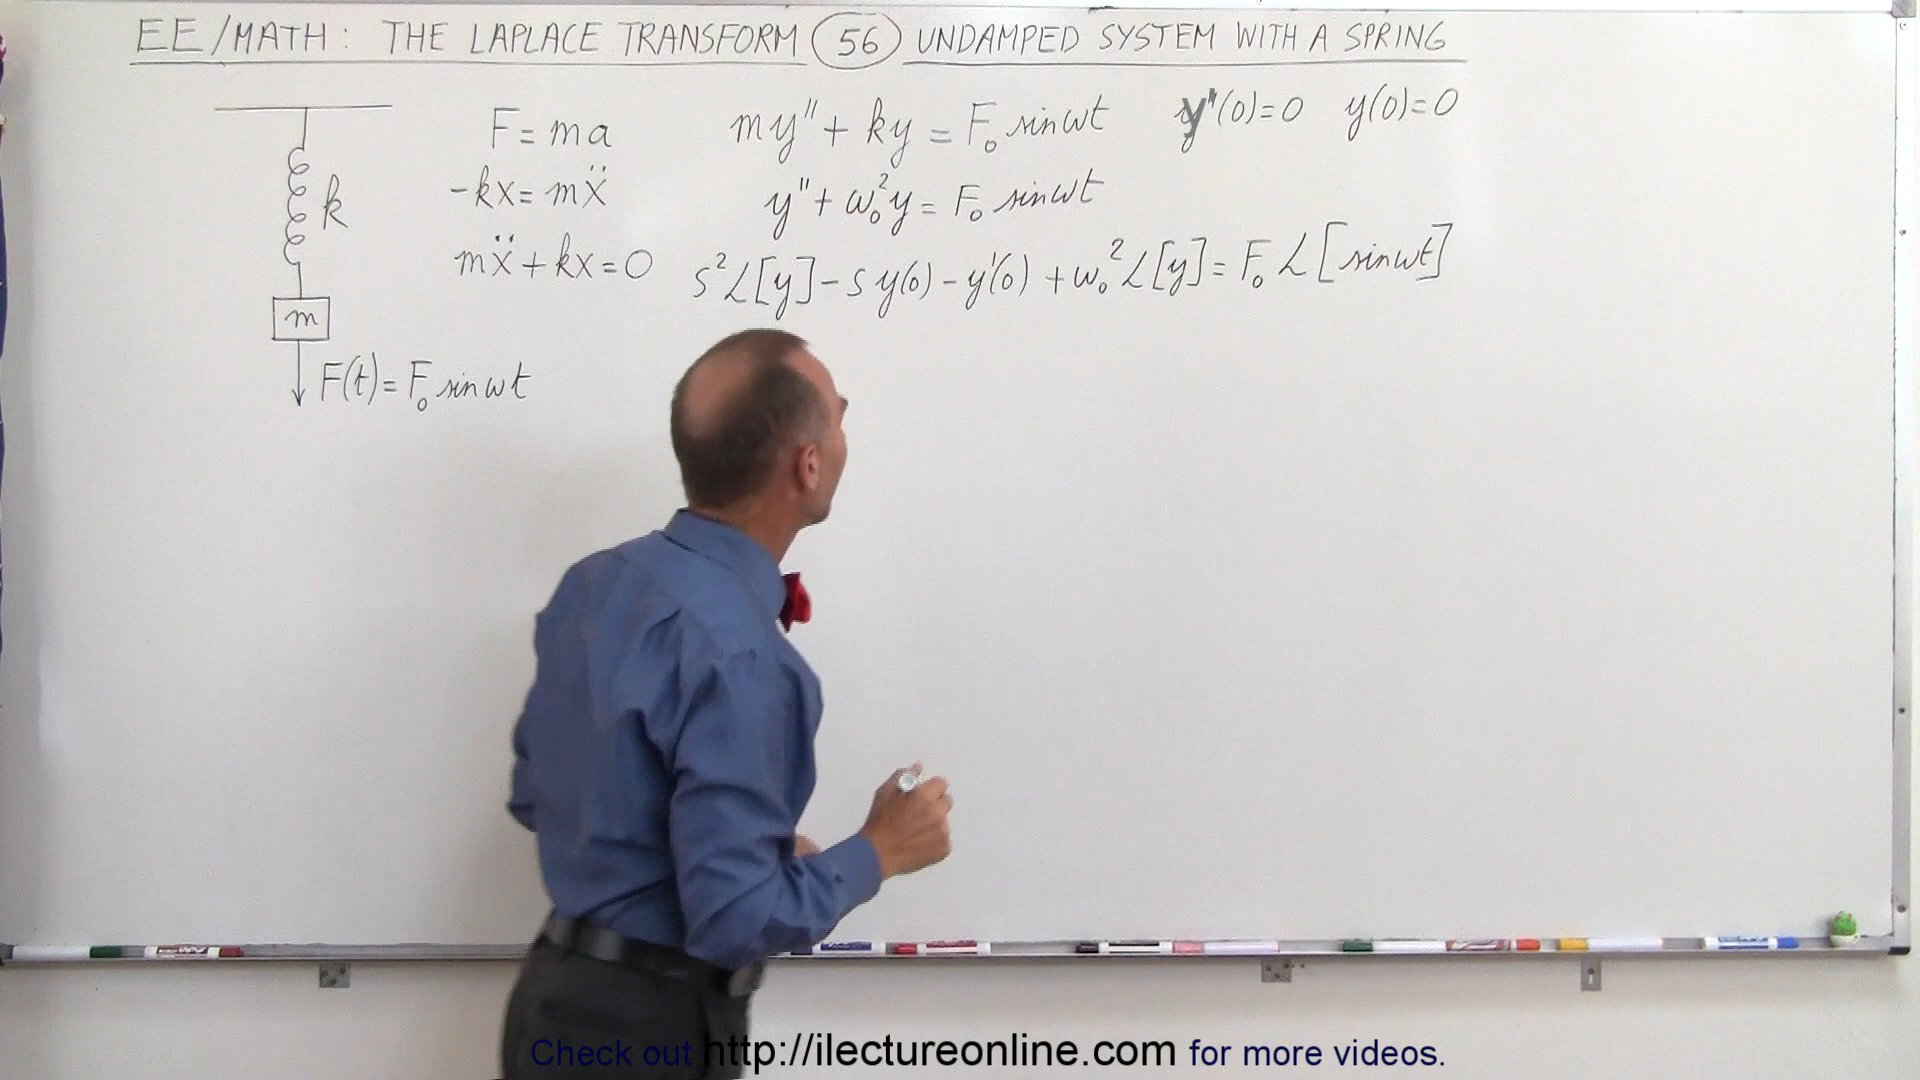 EE/MATH: THE LAPLACE TRANSFORM 56 UNDAMPED SYSTEM WITH A SPRING
k
m
F(t) = F₀ sin ωt
F = ma
-kx = mẍ
mẍ + kx = 0
my'' + ky = F₀ sin ωt y''(0)=0 y(0)=0
y'' + ω₀²y = F₀ sin ωt
s²L[y] - s y(0) - y'(0) + ω₀²L[y] = F₀ L[sin ωt]
Check out http://ilectureonline.com for more videos.